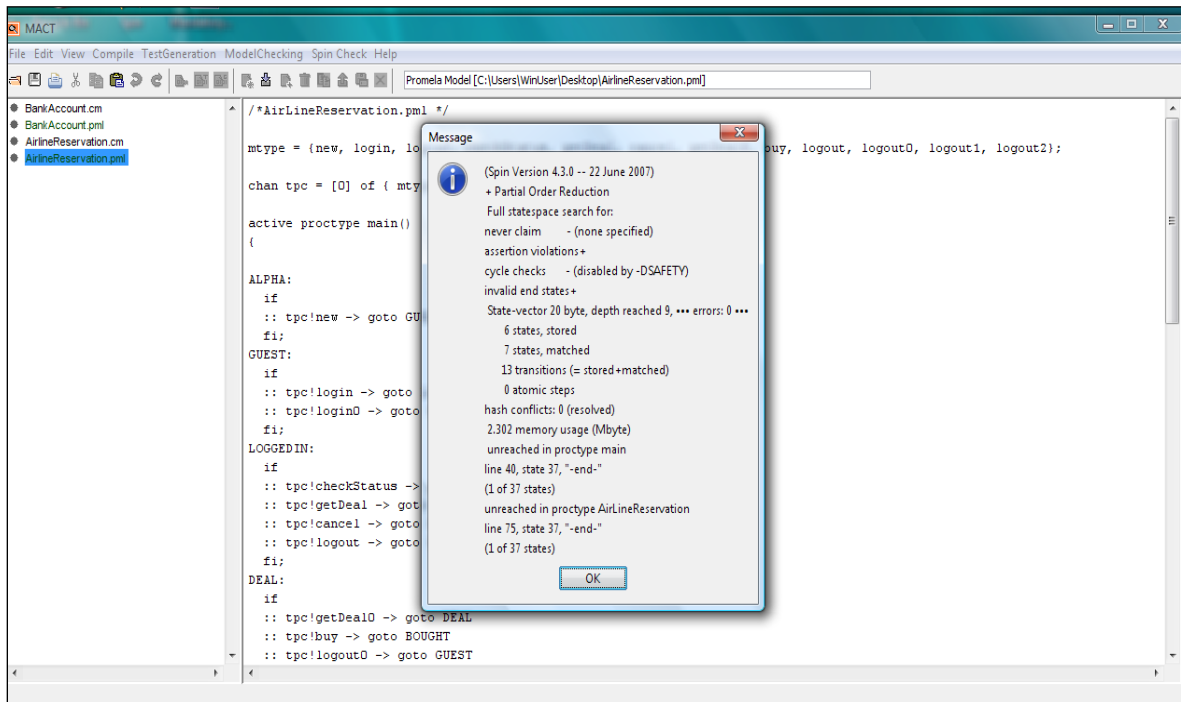 MACT
File Edit View Compile TestGeneration ModelChecking Spin Check Help
Promela Model [C:\Users\WinUser\Desktop\AirlineReservation.pml]
BankAccount.cm
BankAccount.pml
AirlineReservation.cm
AirlineReservation.pml
/*AirLineReservation.pml */
mtype = {new, login, lo
buy, logout, logout0, logout1, logout2};
chan tpc = [0] of { mty
active proctype main()
{
ALPHA:
if
:: tpc!new -> goto GU
fi;
GUEST:
if
:: tpc!login -> goto
:: tpc!login0 -> goto
fi;
LOGGEDIN:
if
:: tpc!checkStatus ->
:: tpc!getDeal -> got
:: tpc!cancel -> goto
:: tpc!logout -> goto
fi;
DEAL:
if
:: tpc!getDeal0 -> goto DEAL
:: tpc!buy -> goto BOUGHT
:: tpc!logout0 -> goto GUEST
Message
(Spin Version 4.3.0 -- 22 June 2007)
+ Partial Order Reduction
Full statespace search for:
never claim - (none specified)
assertion violations+
cycle checks - (disabled by -DSAFETY)
invalid end states+
State-vector 20 byte, depth reached 9, ••• errors: 0 •••
6 states, stored
7 states, matched
13 transitions (= stored+matched)
0 atomic steps
hash conflicts: 0 (resolved)
2.302 memory usage (Mbyte)
unreached in proctype main
line 40, state 37, "-end-"
(1 of 37 states)
unreached in proctype AirLineReservation
line 75, state 37, "-end-"
(1 of 37 states)
OK